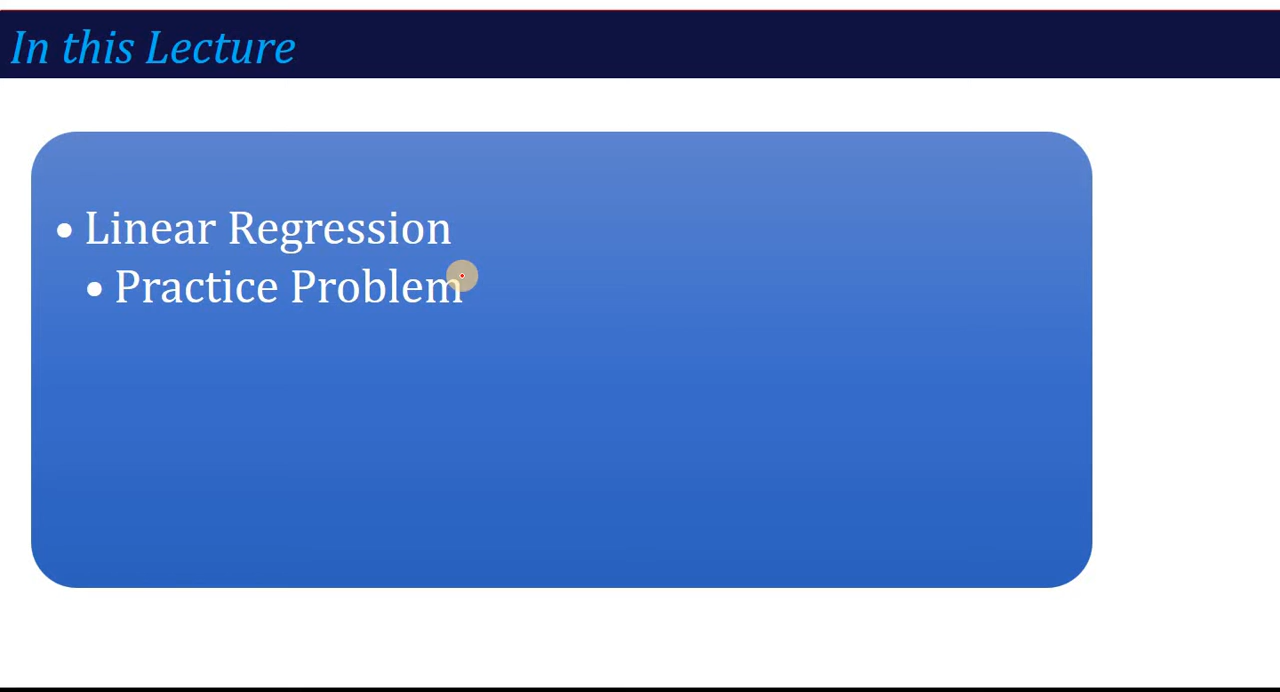 In this Lecture
• Linear Regression
• Practice Problem